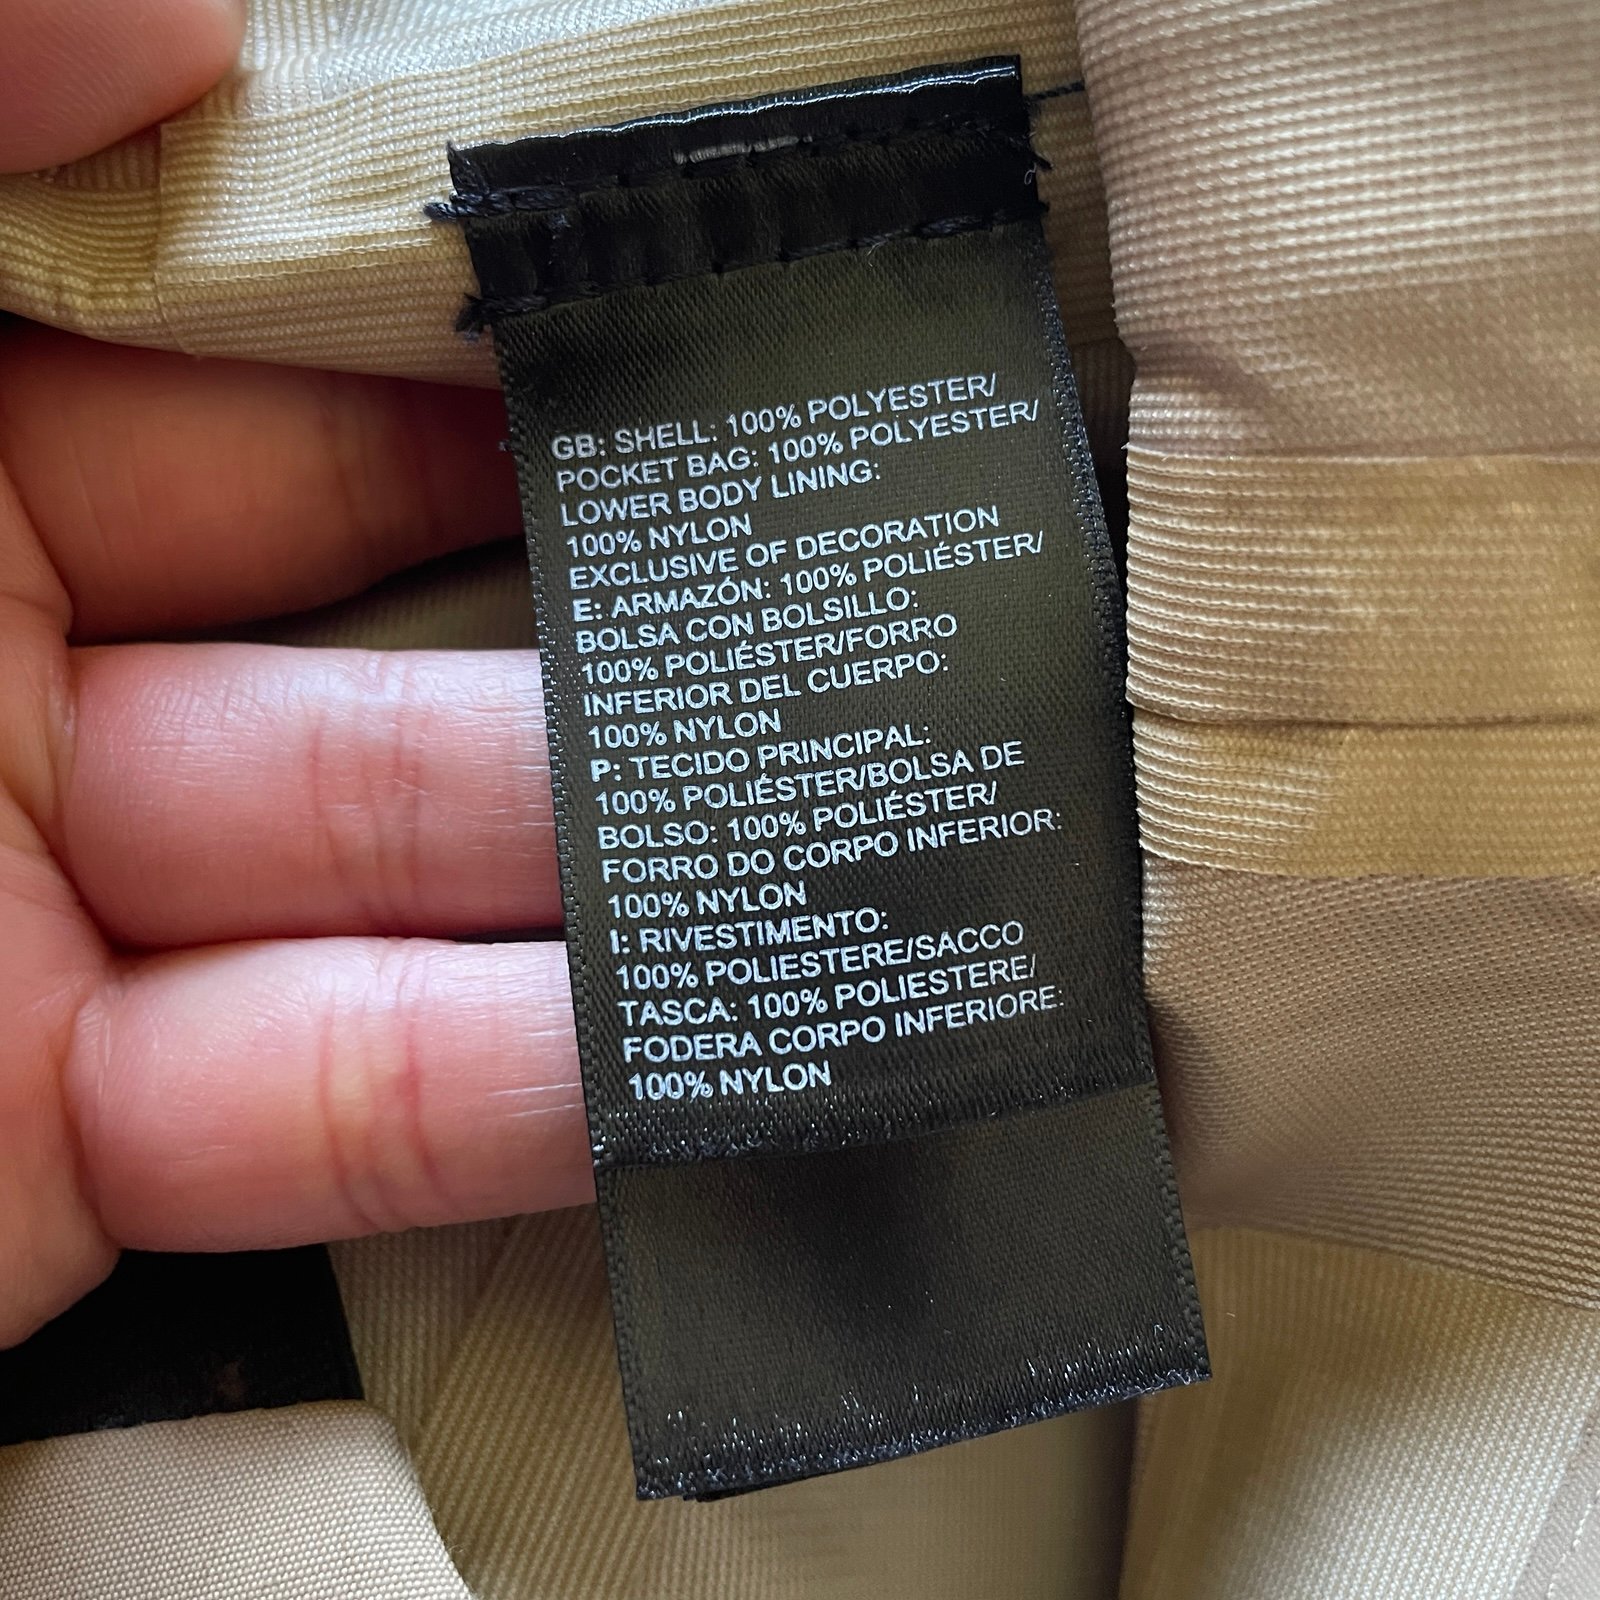 GB: SHELL: 100% POLYESTER/
POCKET BAG: 100% POLYESTER/
LOWER BODY LINING:
100% NYLON
EXCLUSIVE OF DECORATION
E: ARMAZÓN: 100% POLIÉSTER/
BOLSA CON BOLSILLO:
100% POLIÉSTER/FORRO
INFERIOR DEL CUERPO:
100% NYLON
P: TECIDO PRINCIPAL:
100% POLIÉSTER/BOLSA DE
BOLSO: 100% POLIÉSTER/
FORRO DO CORPO INFERIOR:
100% NYLON
I: RIVESTIMENTO:
100% POLIESTERE/SACCO
TASCA: 100% POLIESTERE/
FODERA CORPO INFERIORE:
100% NYLON